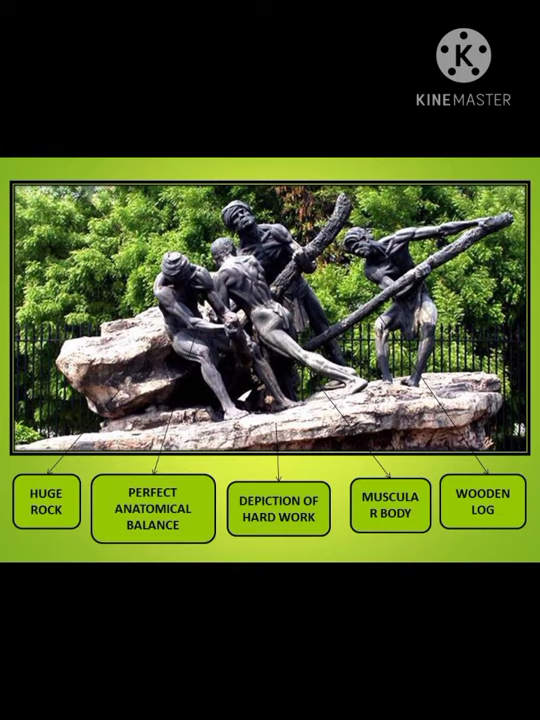 K
KINEMASTER
HUGE
ROCK
PERFECT
ANATOMICAL
BALANCE
DEPICTION OF
HARD WORK
MUSCULA
R BODY
WOODEN
LOG